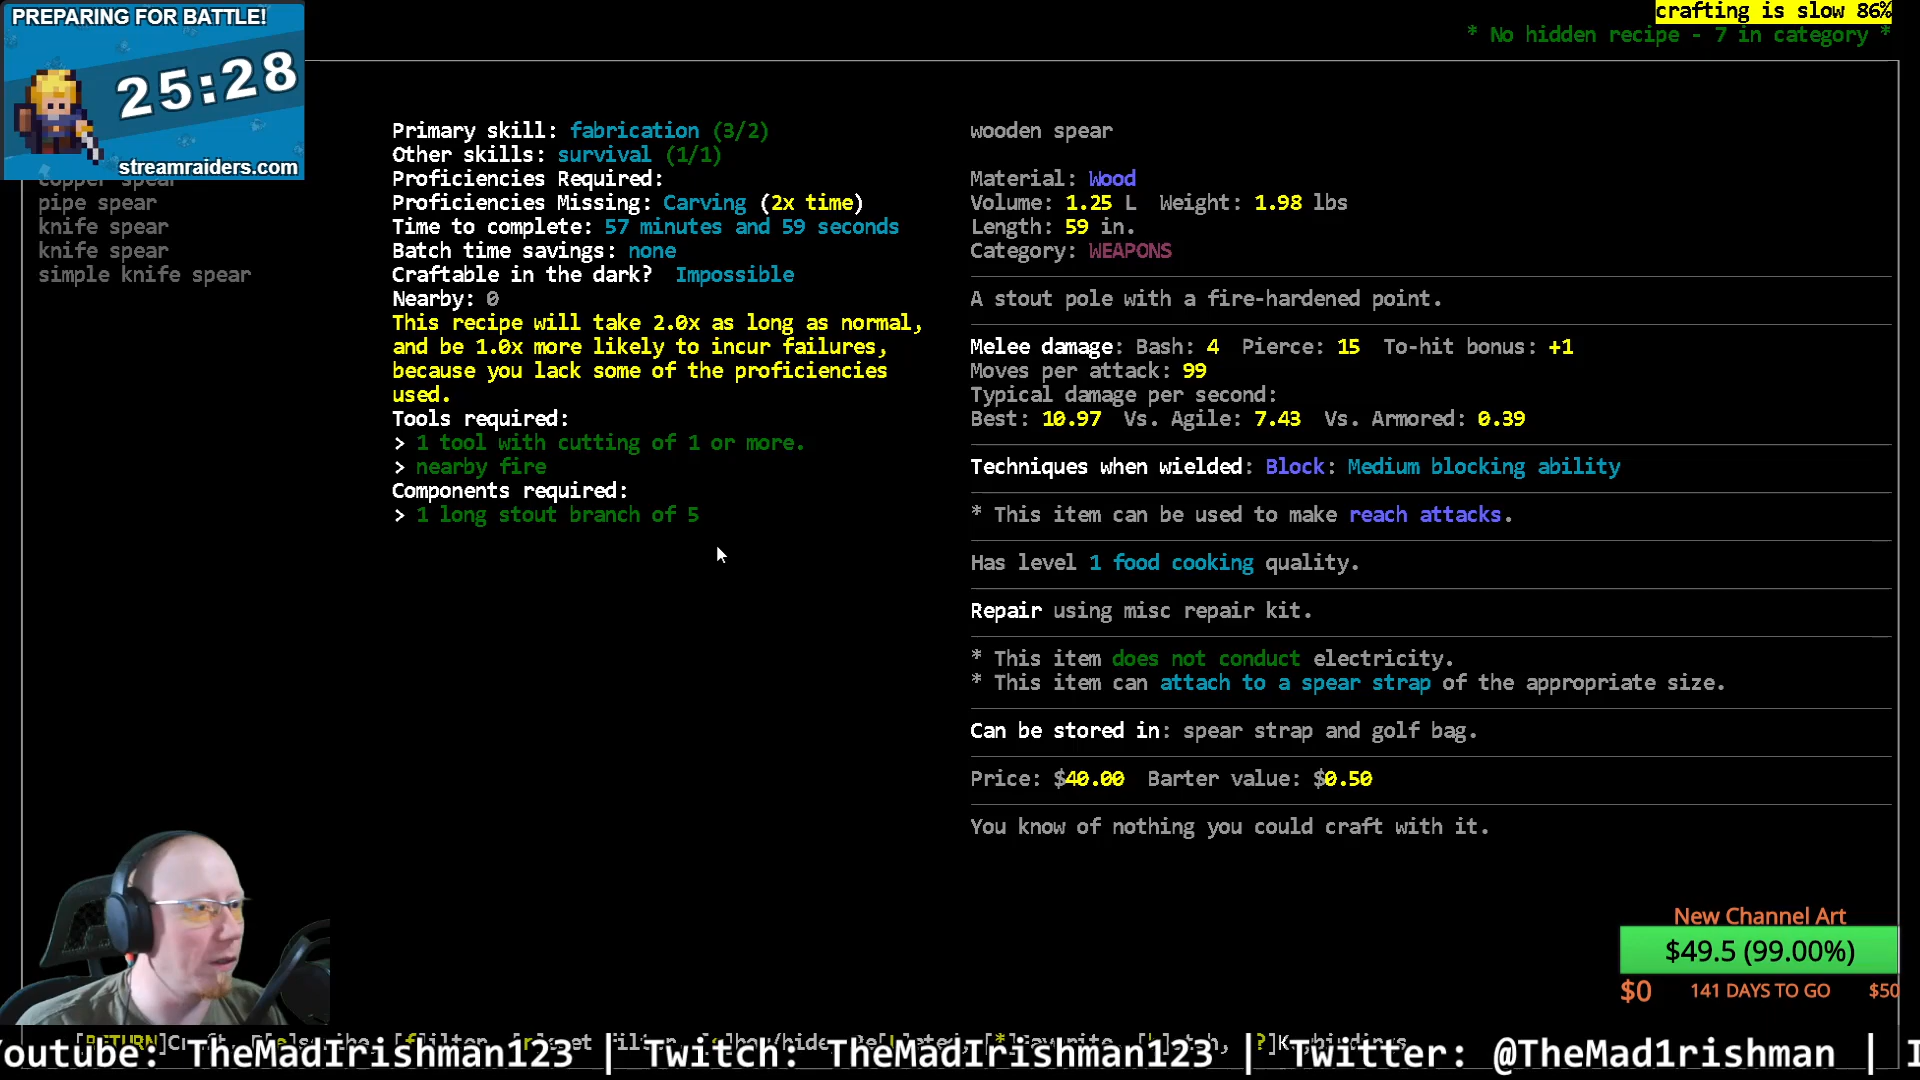 PREPARING FOR BATTLE!
25:28
streamraiders.com
crafting is slow 86%
* No hidden recipe - 7 in category *
copper spear
pipe spear
knife spear
knife spear
simple knife spear
Primary skill: fabrication (3/2)
Other skills: survival (1/1)
Proficiencies Required:
Proficiencies Missing: Carving (2x time)
Time to complete: 57 minutes and 59 seconds
Batch time savings: none
Craftable in the dark? Impossible
Nearby: 0
This recipe will take 2.0x as long as normal,
and be 1.0x more likely to incur failures,
because you lack some of the proficiencies
used.
Tools required:
> 1 tool with cutting of 1 or more.
> nearby fire
Components required:
> 1 long stout branch of 5
wooden spear
Material: Wood
Volume: 1.25 L Weight: 1.98 lbs
Length: 59 in.
Category: WEAPONS
A stout pole with a fire-hardened point.
Melee damage: Bash: 4 Pierce: 15 To-hit bonus: +1
Moves per attack: 99
Typical damage per second:
Best: 10.97 Vs. Agile: 7.43 Vs. Armored: 0.39
Techniques when wielded: Block: Medium blocking ability
* This item can be used to make reach attacks.
Has level 1 food cooking quality.
Repair using misc repair kit.
* This item does not conduct electricity.
* This item can attach to a spear strap of the appropriate size.
Can be stored in: spear strap and golf bag.
Price: $40.00 Barter value: $0.50
You know of nothing you could craft with it.
New Channel Art
$49.5 (99.00%)
$0 141 DAYS TO GO $50
Youtube: TheMadIrishman123 | Twitch: TheMadIrishman123 | Twitter: @TheMad1rishman |